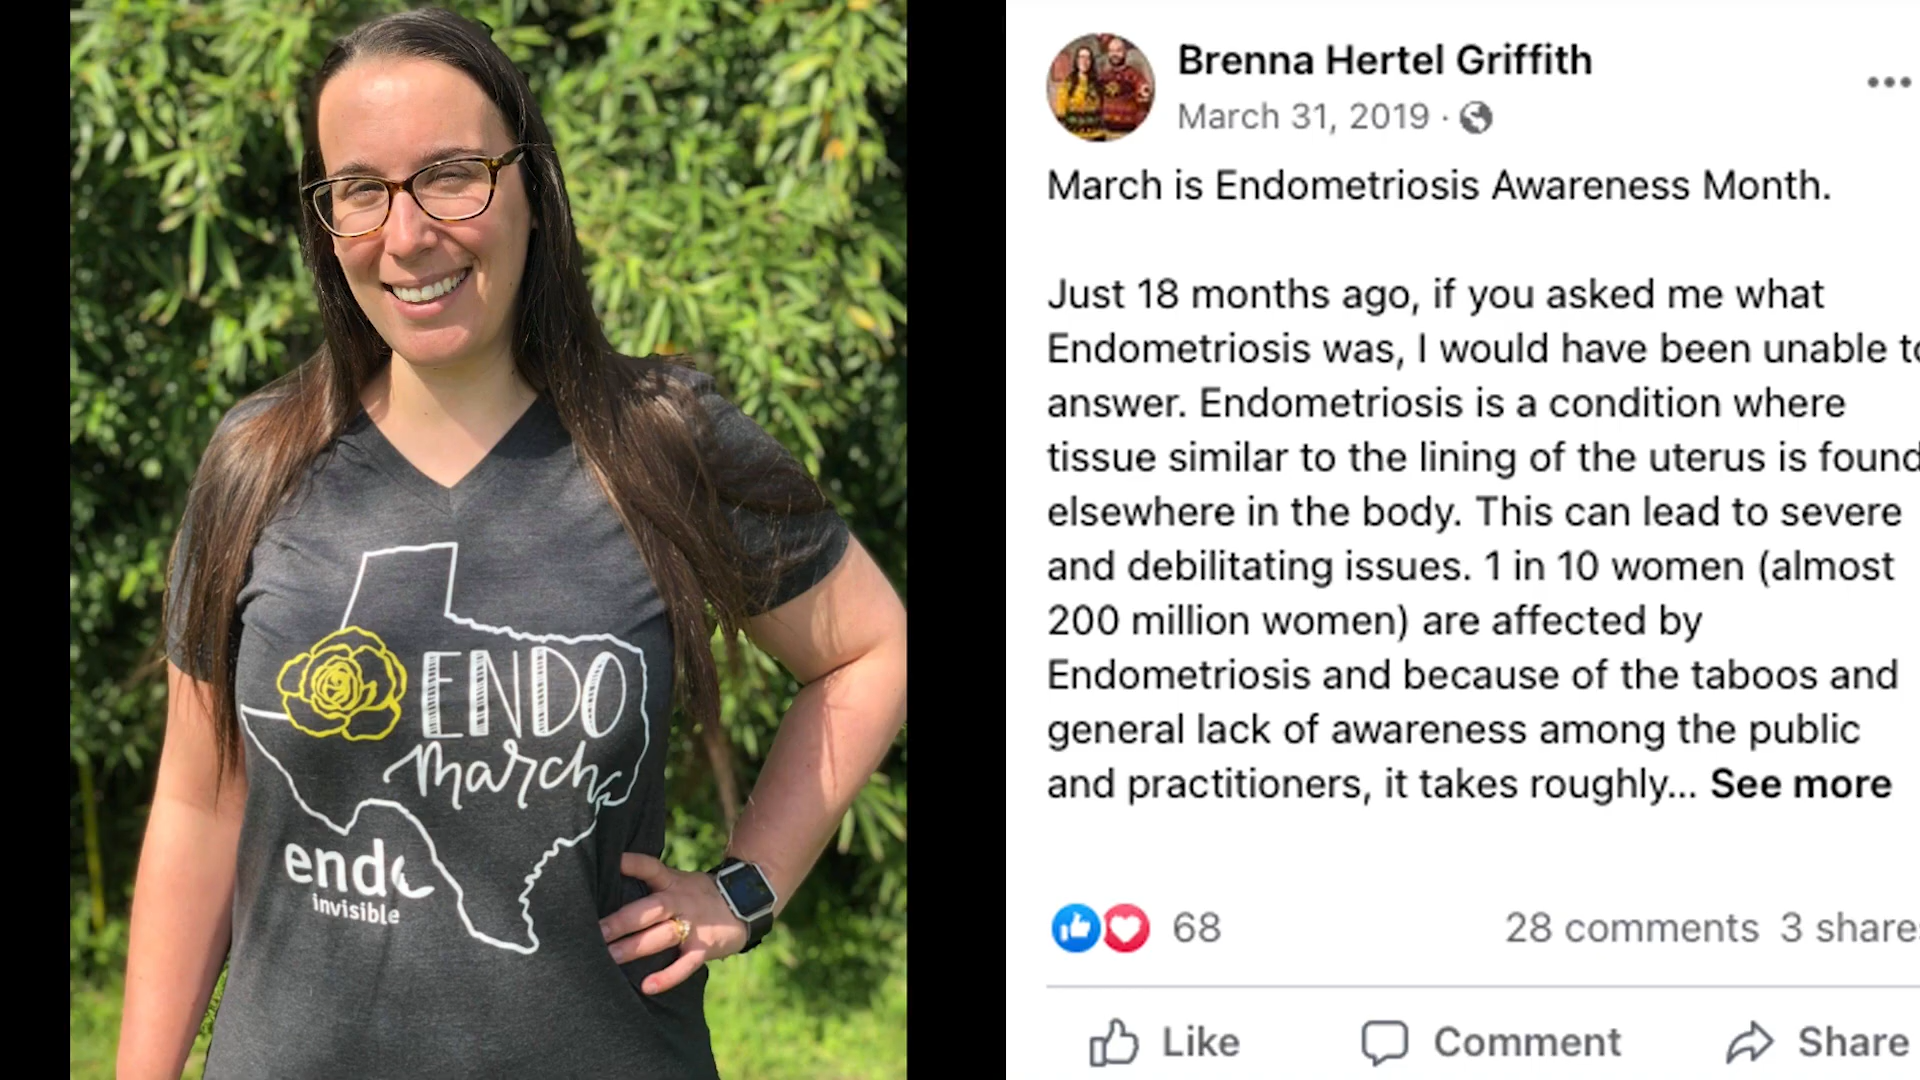 ENDO
March
endo
invisible
Brenna Hertel Griffith
March 31, 2019 ·
March is Endometriosis Awareness Month.
Just 18 months ago, if you asked me what
Endometriosis was, I would have been unable to
answer. Endometriosis is a condition where
tissue similar to the lining of the uterus is found
elsewhere in the body. This can lead to severe
and debilitating issues. 1 in 10 women (almost
200 million women) are affected by
Endometriosis and because of the taboos and
general lack of awareness among the public
and practitioners, it takes roughly... See more
68 28 comments 3 shares
Like Comment Share